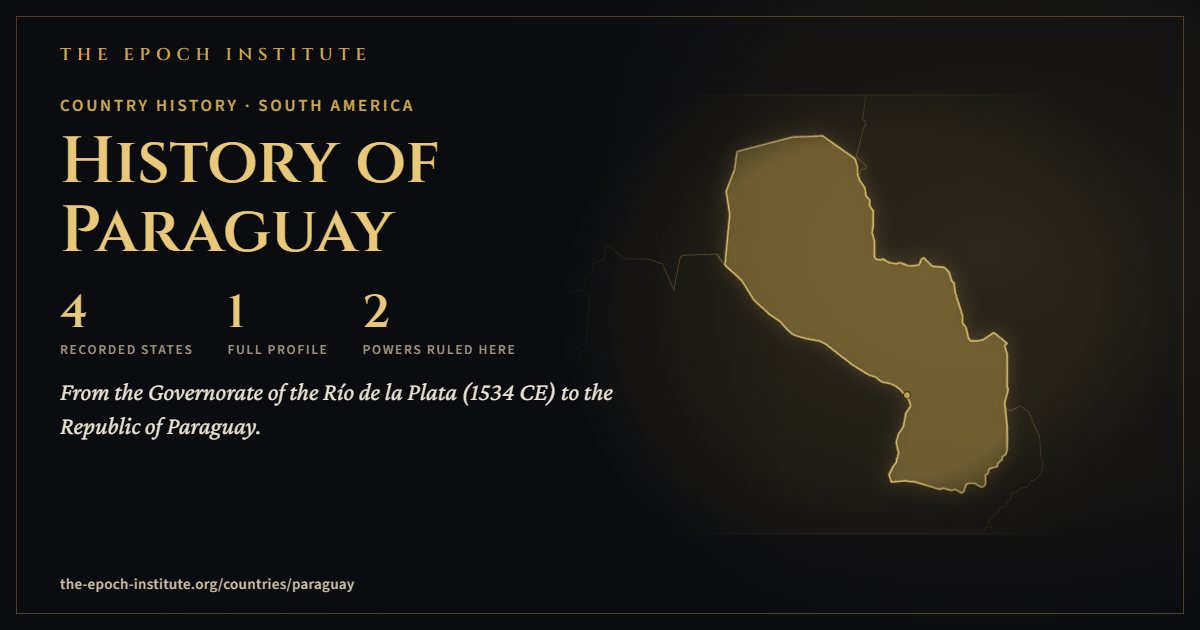 THE EPOCH INSTITUTE
COUNTRY HISTORY · SOUTH AMERICA
History of
Paraguay
4 1 2
RECORDED STATES FULL PROFILE POWERS RULED HERE
From the Governorate of the Río de la Plata (1534 CE) to the
Republic of Paraguay.
the-epoch-institute.org/countries/paraguay